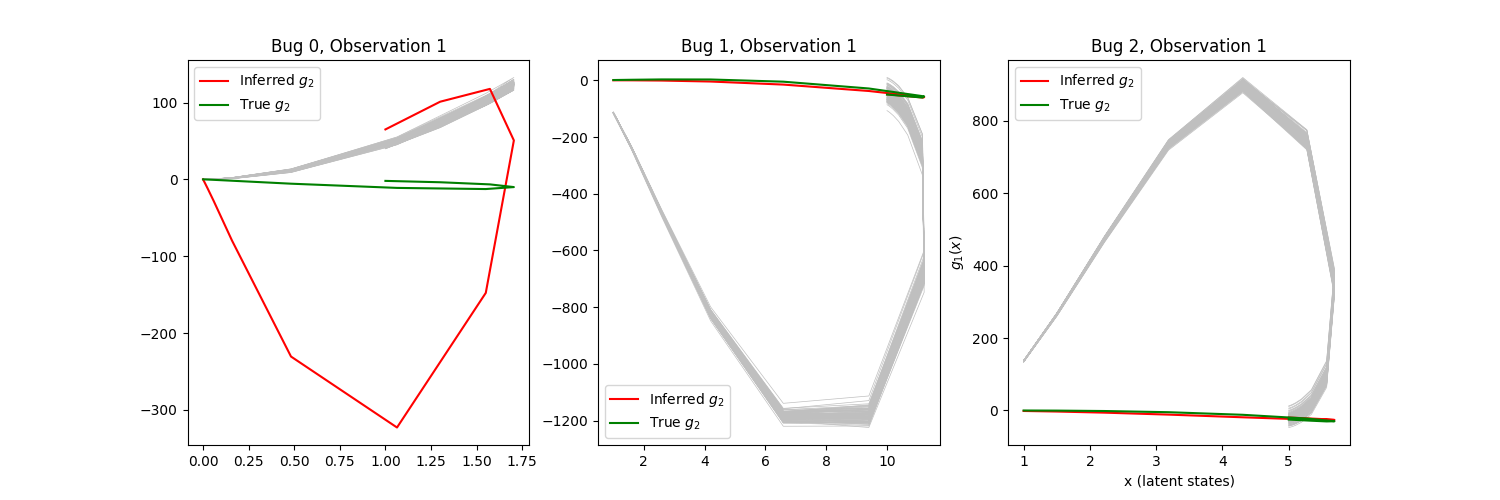 Bug 0, Observation 1
Inferred g₂
True g₂
100
0
−100
−200
−300
0.00 0.25 0.50 0.75 1.00 1.25 1.50 1.75
Bug 1, Observation 1
0
−200
−400
−600
−800
−1000
−1200
Inferred g₂
True g₂
2 4 6 8 10
Bug 2, Observation 1
Inferred g₂
True g₂
g₁(x)
800
600
400
200
0
1 2 3 4 5
x (latent states)